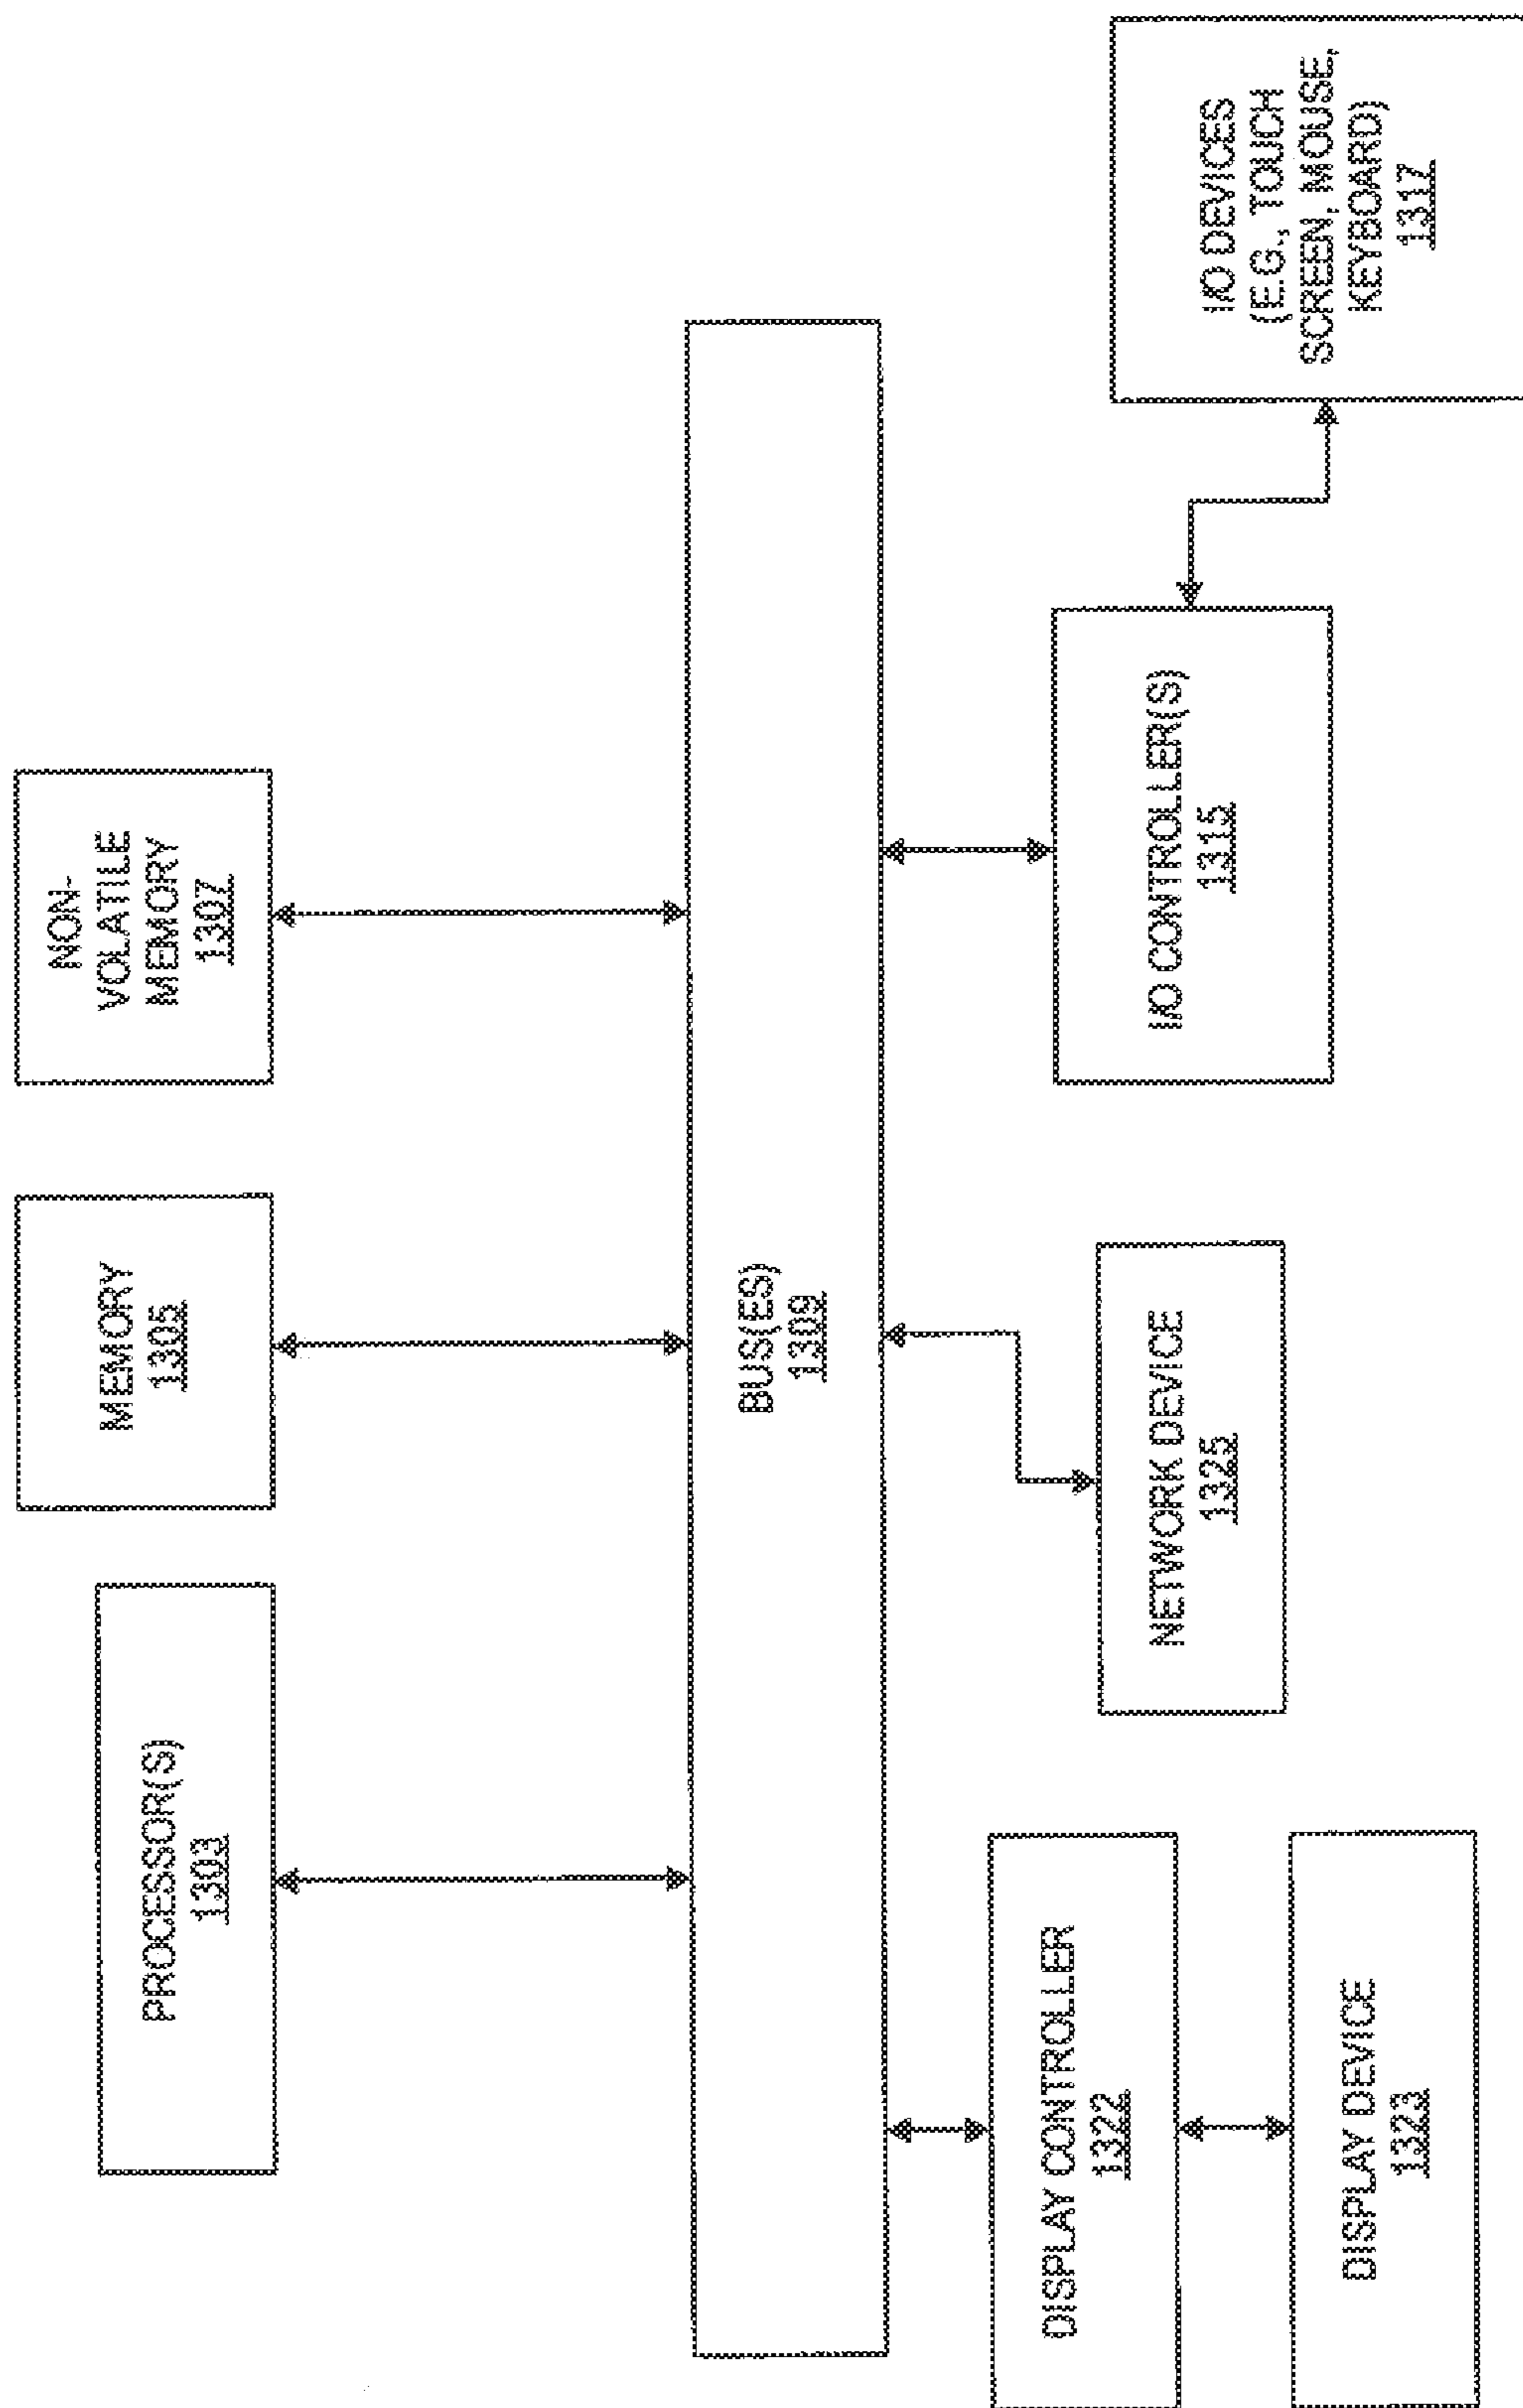 PROCESSOR(S)
1303
MEMORY
1305
NON-
VOLATILE
MEMORY
1307
BUS(ES)
1309
DISPLAY CONTROLLER
1322
DISPLAY DEVICE
1323
NETWORK DEVICE
1325
I/O CONTROLLER(S)
1315
I/O DEVICES
(E.G., TOUCH
SCREEN, MOUSE,
KEYBOARD)
1317